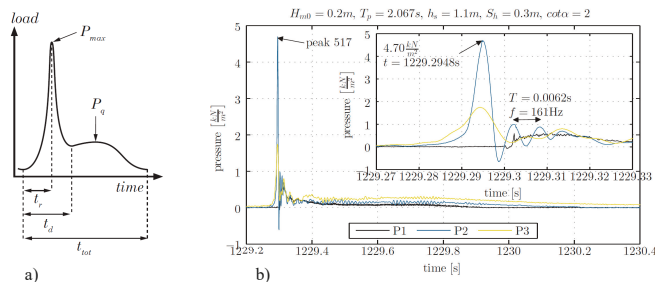 load
P_max
P_q
time
t_r
t_d
t_tot
a)
H_m0 = 0.2m, T_p = 2.067s, h_s = 1.1m, S_h = 0.3m, cotα = 2
5
4
3
2
1
0
−1
pressure [kN/m²]
peak 517
1229.2 1229.4 1229.6 1229.8 1230 1230.2 1230.4
time [s]
P1 P2 P3
5
4
3
2
1
0
pressure [kN/m²]
4.70 kN/m²
t = 1229.2948s
T = 0.0062s
f = 161Hz
1229.27 1229.28 1229.29 1229.3 1229.31 1229.32 1229.33
time [s]
b)